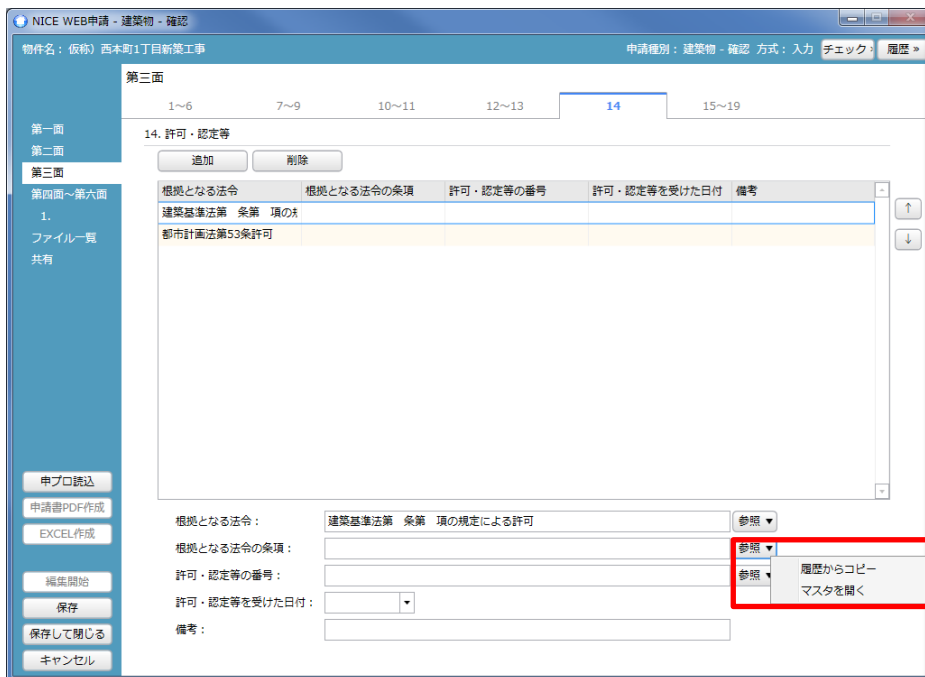 NICE WEB申請 - 建築物 - 確認
物件名： 仮称）西本町1丁目新築工事
申請種別： 建築物 - 確認 方式： 入力
チェック »
履歴 »
第三面
1～6
7～9
10～11
12～13
14
15～19
第一面
第二面
第三面
第四面～第六面
1.
ファイル一覧
共有
14. 許可・認定等
追加
削除
根拠となる法令
根拠となる法令の条項
許可・認定等の番号
許可・認定等を受けた日付
備考
建築基準法第　条第　項の
都市計画法第53条許可
↑
↓
申プロ読込
申請書PDF作成
EXCEL作成
編集開始
保存
保存して閉じる
キャンセル
根拠となる法令：
建築基準法第　条第　項の規定による許可
参照 ▼
根拠となる法令の条項：
参照 ▼
許可・認定等の番号：
参照
履歴からコピー
マスタを開く
許可・認定等を受けた日付：
備考：